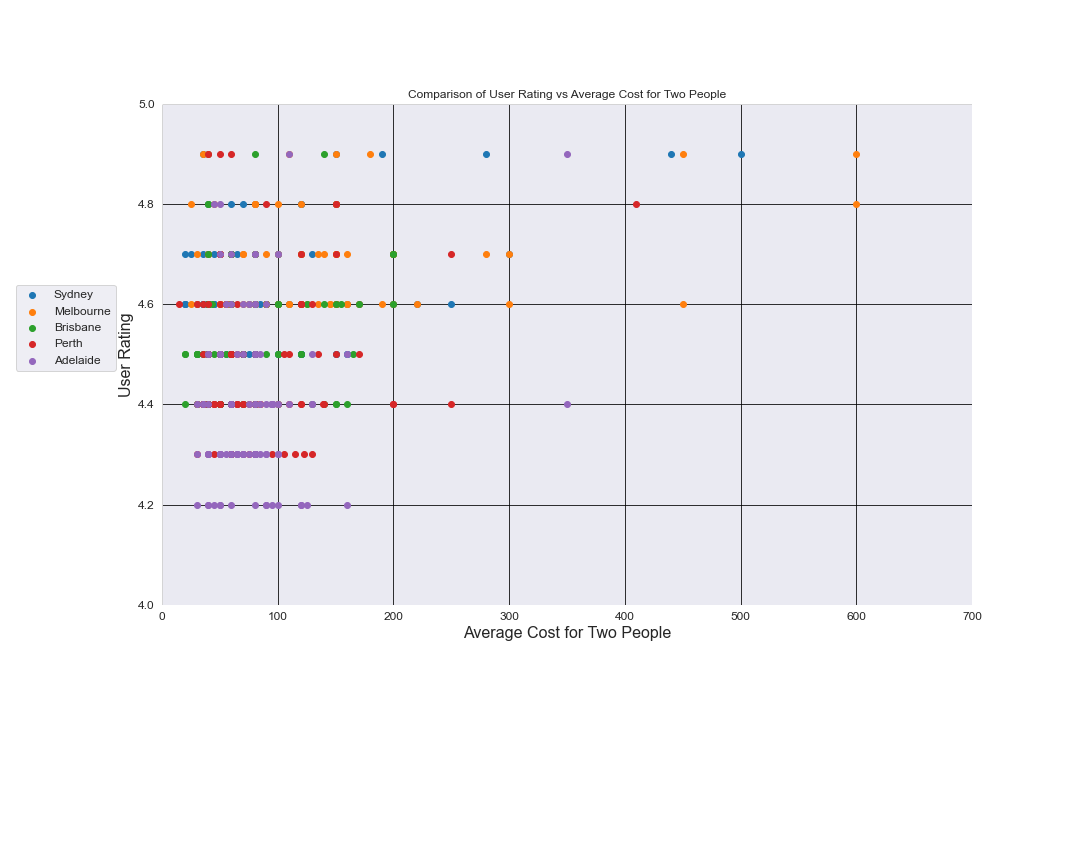 Comparison of User Rating vs Average Cost for Two People
5.0
4.8
4.6
4.4
4.2
4.0
User Rating
Sydney
Melbourne
Brisbane
Perth
Adelaide
0 100 200 300 400 500 600 700
Average Cost for Two People